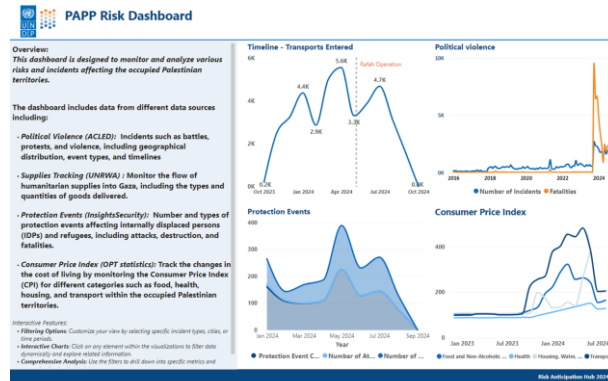 U N
D P
PAPP Risk Dashboard
Overview:
This dashboard is designed to monitor and analyze various
risks and incidents affecting the occupied Palestinian
territories.
The dashboard includes data from different data sources
including:
- Political Violence (ACLED): Incidents such as battles,
protests, and violence, including geographical
distribution, event types, and timelines
- Supplies Tracking (UNRWA) : Monitor the flow of
humanitarian supplies into Gaza, including the types and
quantities of goods delivered.
- Protection Events (InsightsSecurity): Number and types of
protection events affecting internally displaced persons
(IDPs) and refugees, including attacks, destruction, and
fatalities.
- Consumer Price Index (OPT statistics): Track the changes in
the cost of living by monitoring the Consumer Price Index
(CPI) for different categories such as food, health,
housing, and transport within the occupied Palestinian
territories.
Interactive Features:
• Filtering Options: Customize your view by selecting specific incident types, cities, or
time periods.
• Interactive Charts: Click on any element within the visualizations to filter data
dynamically and explore related information.
• Comprehensive Analysis: Use the filters to drill down into specific metrics and
Timeline - Transports Entered
6K
4K
2K
0K
0.2K
4.4K
2.9K
5.6K
3.3K
4.7K
0.0K
Rafah Operation
Oct 2023
Jan 2024
Apr 2024
Jul 2024
Oct 2024
Political violence
10K
5K
0K
2016
2018
2020
2022
2024
Number of Incidents
Fatalities
Protection Events
400
300
200
100
0
Jan 2024
Mar 2024
May 2024
Jul 2024
Sep 2024
Year
Protection Event C...
Number of At...
Number of ...
Consumer Price Index
400
200
0
Jan 2023
Jul 2023
Jan 2024
Jul 2024
Food and Non-Alcoholic ...
Health
Housing, Water, ...
Transpo
Risk Anticipation Hub 2024